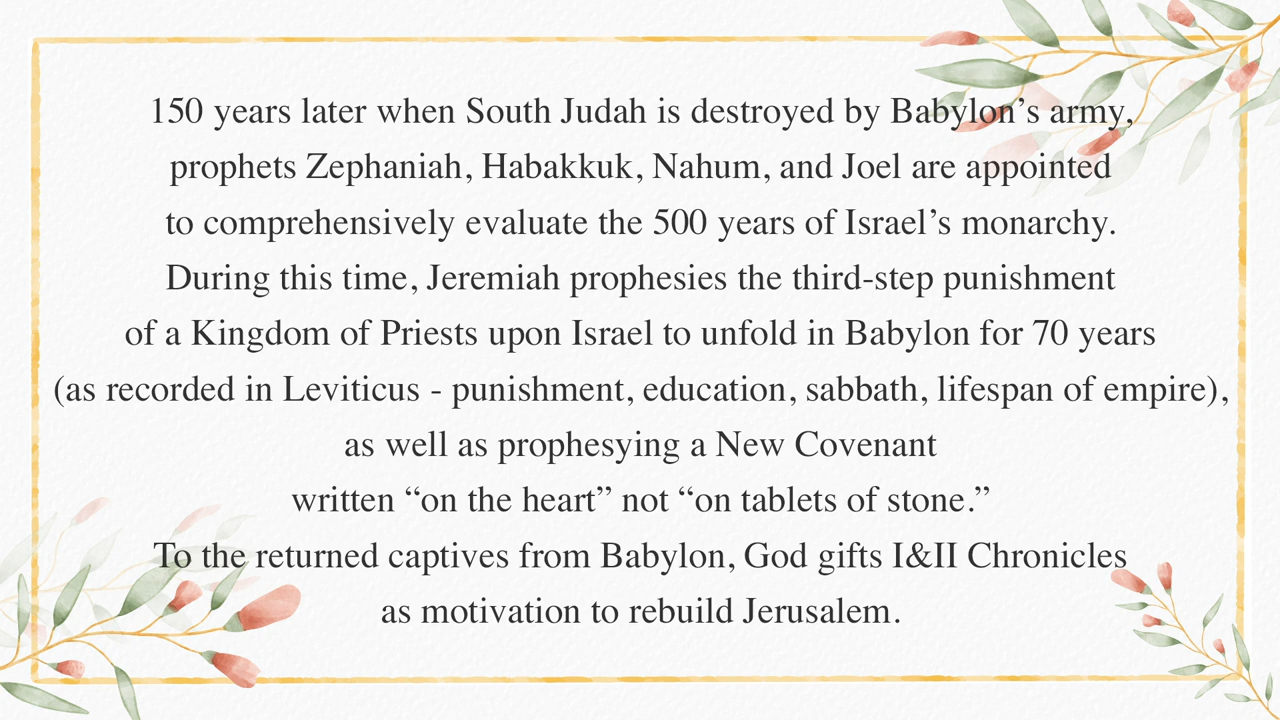 150 years later when South Judah is destroyed by Babylon’s army,
prophets Zephaniah, Habakkuk, Nahum, and Joel are appointed
to comprehensively evaluate the 500 years of Israel’s monarchy.
During this time, Jeremiah prophesies the third-step punishment
of a Kingdom of Priests upon Israel to unfold in Babylon for 70 years
(as recorded in Leviticus - punishment, education, sabbath, lifespan of empire),
as well as prophesying a New Covenant
written “on the heart” not “on tablets of stone.”
To the returned captives from Babylon, God gifts I&II Chronicles
as motivation to rebuild Jerusalem.